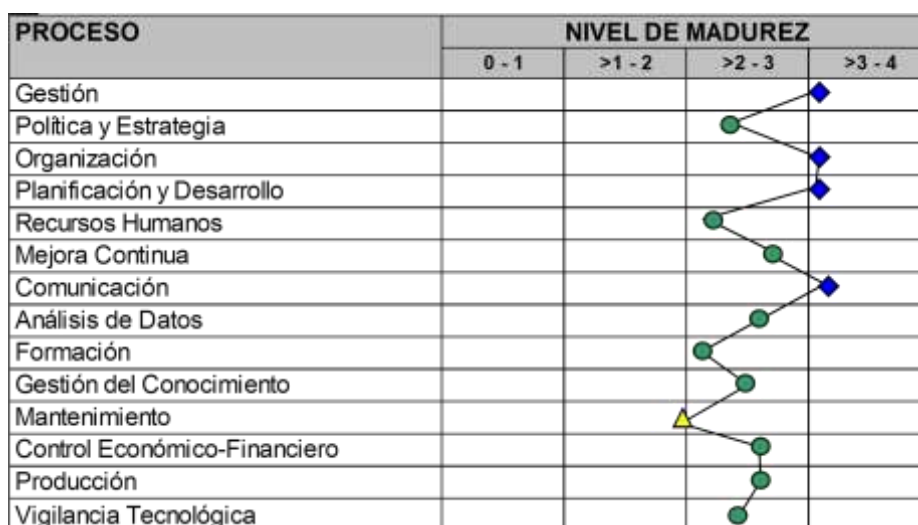 PROCESO
NIVEL DE MADUREZ
0 - 1 >1 - 2 >2 - 3 >3 - 4
Gestión
Política y Estrategia
Organización
Planificación y Desarrollo
Recursos Humanos
Mejora Continua
Comunicación
Análisis de Datos
Formación
Gestión del Conocimiento
Mantenimiento
Control Económico-Financiero
Producción
Vigilancia Tecnológica